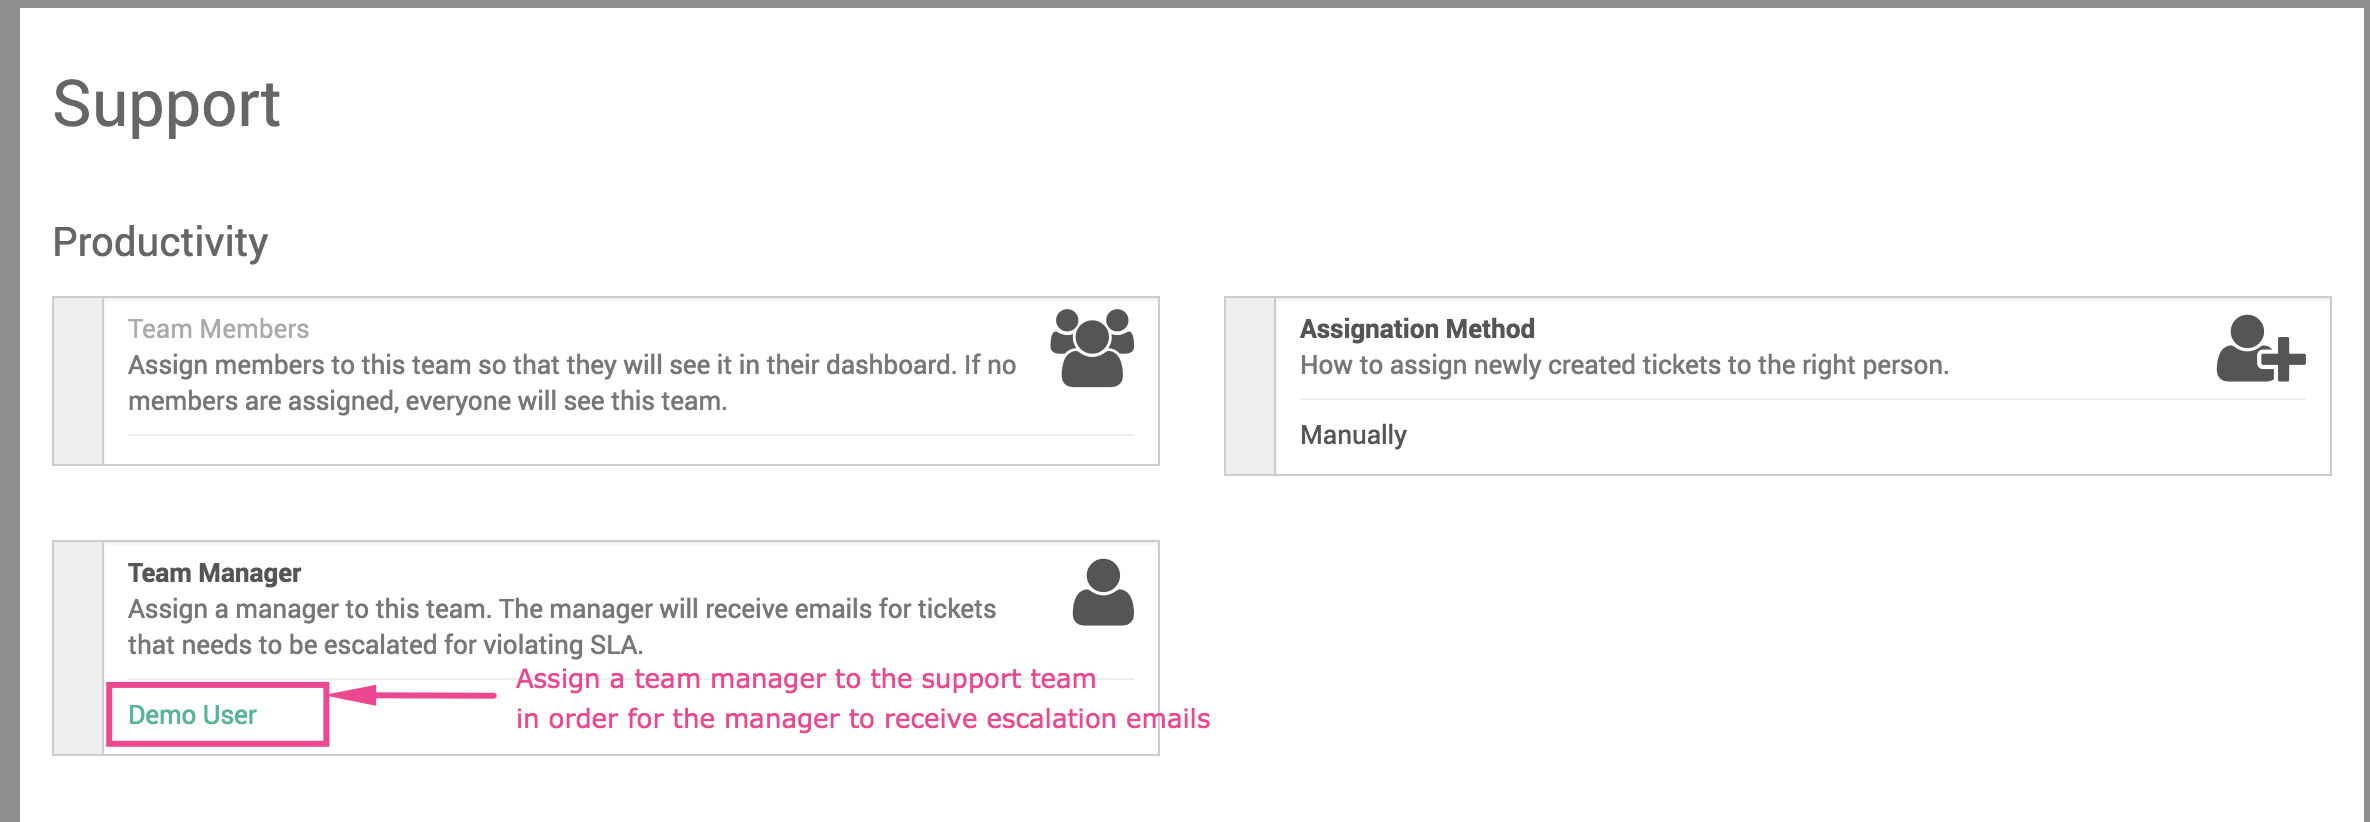 Support
Productivity
Team Members
Assign members to this team so that they will see it in their dashboard. If no
members are assigned, everyone will see this team.
Assignation Method
How to assign newly created tickets to the right person.
Manually
Team Manager
Assign a manager to this team. The manager will receive emails for tickets
that needs to be escalated for violating SLA.
Assign a team manager to the support team
in order for the manager to receive escalation emails
Demo User